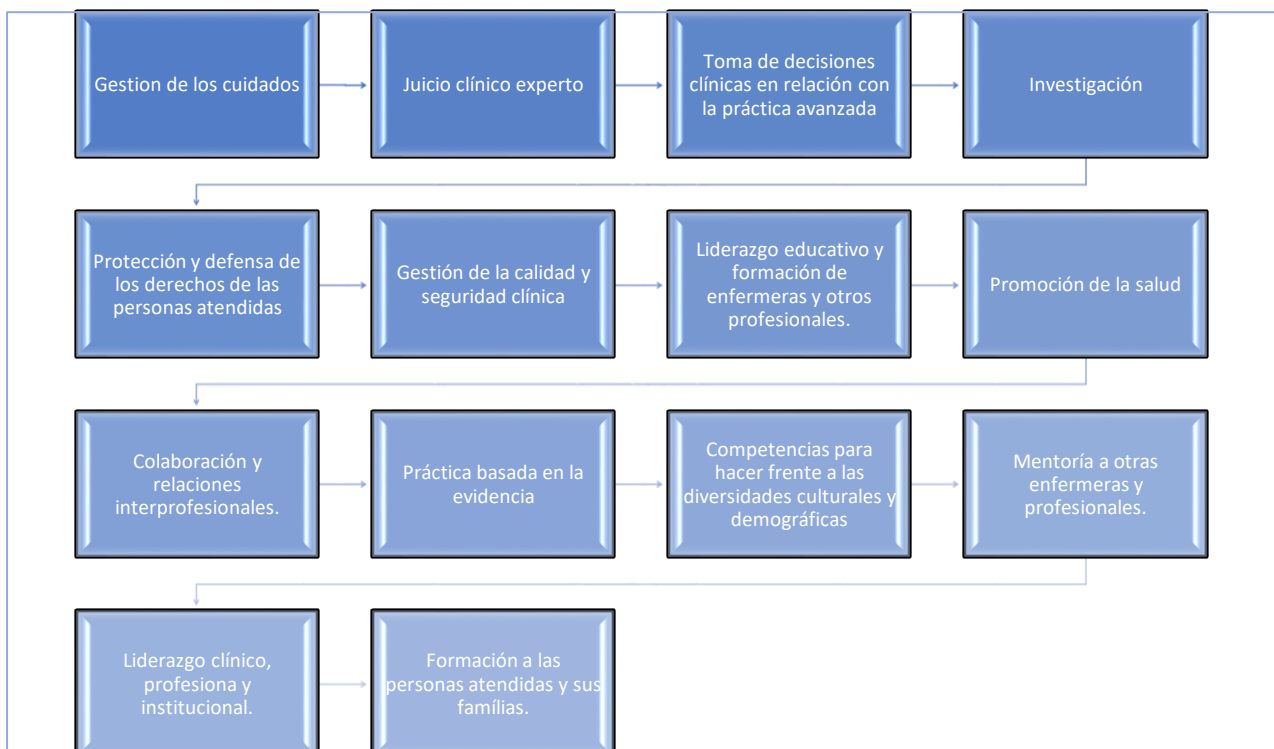 Gestion de los cuidados
Juicio clínico experto
Toma de decisiones
clínicas en relación con
la práctica avanzada
Investigación
Protección y defensa de
los derechos de las
personas atendidas
Gestión de la calidad y
seguridad clínica
Liderazgo educativo y
formación de
enfermeras y otros
profesionales.
Promoción de la salud
Colaboración y
relaciones
interprofesionales.
Práctica basada en la
evidencia
Competencias para
hacer frente a las
diversidades culturales y
demográficas
Mentoría a otras
enfermeras y
profesionales.
Liderazgo clínico,
profesiona y
institucional.
Formación a las
personas atendidas y sus
famílias.